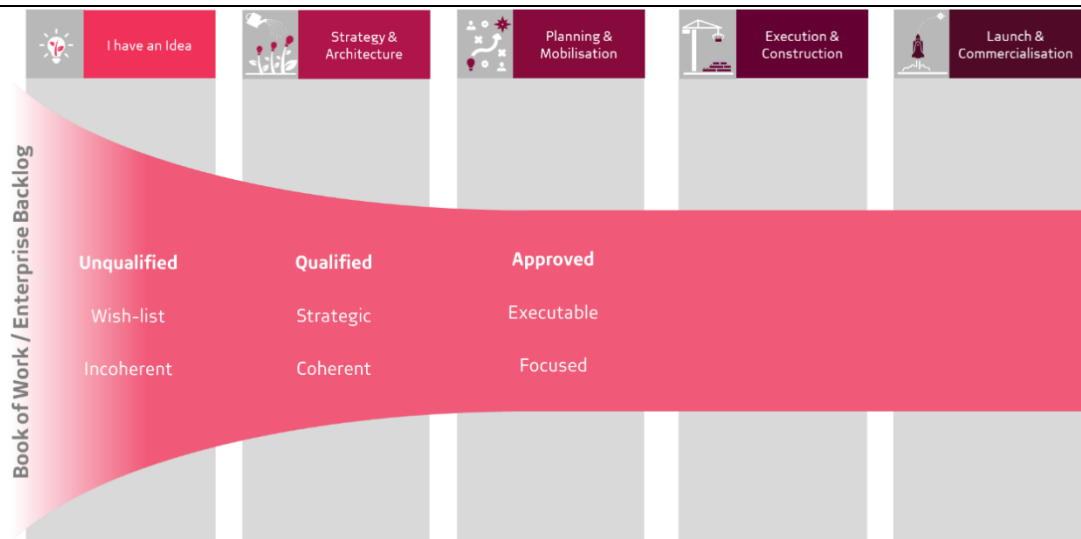 I have an Idea
Strategy &
Architecture
Planning &
Mobilisation
Execution &
Construction
Launch &
Commercialisation
Book of Work / Enterprise Backlog
Unqualified
Qualified
Approved
Wish-list
Strategic
Executable
Incoherent
Coherent
Focused